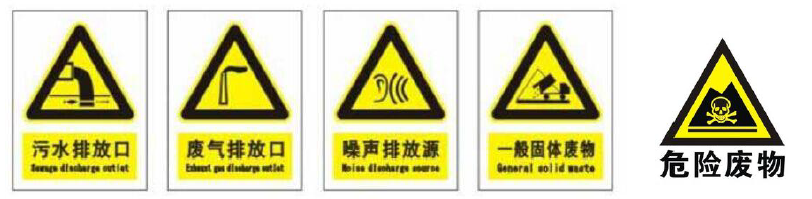 污水排放口
Sewage discharge outlet
废气排放口
Exhaust gas discharge outlet
噪声排放源
Noise discharge source
一般固体废物
General solid waste
危险废物